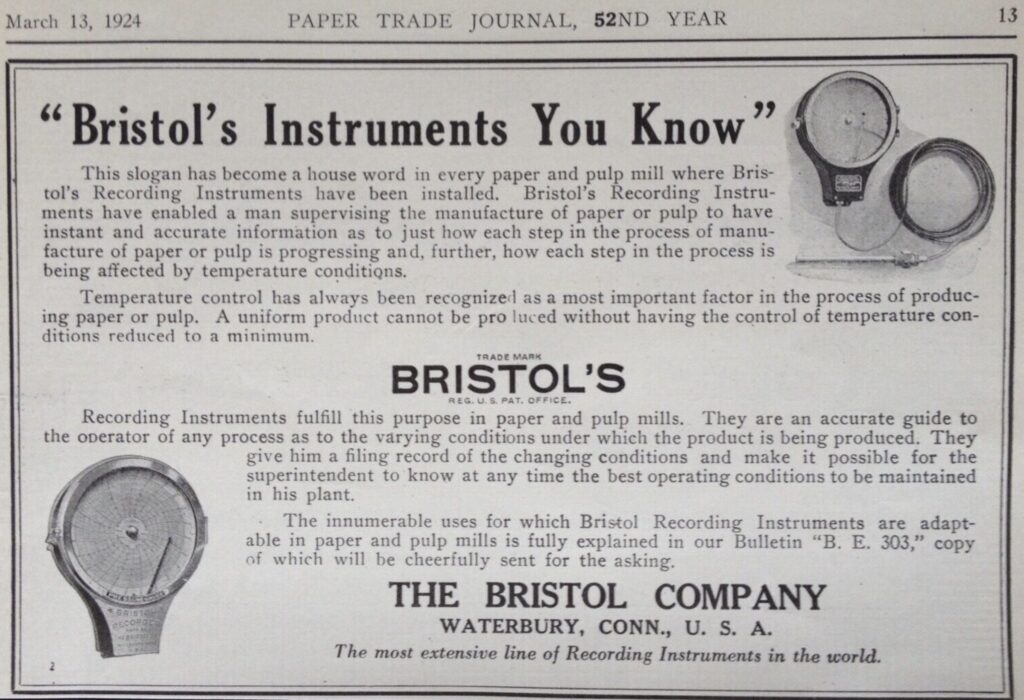 March 13, 1924 PAPER TRADE JOURNAL, 52ND YEAR 13
“Bristol’s Instruments You Know”
This slogan has become a house word in every paper and pulp mill where Bris-
tol’s Recording Instruments have been installed. Bristol’s Recording Instru-
ments have enabled a man supervising the manufacture of paper or pulp to have
instant and accurate information as to just how each step in the process of manu-
facture of paper or pulp is progressing and, further, how each step in the process is
being affected by temperature conditions.
Temperature control has always been recognized as a most important factor in the process of produc-
ing paper or pulp. A uniform product cannot be produced without having the control of temperature con-
ditions reduced to a minimum.
TRADE MARK
BRISTOL’S
REG. U. S. PAT. OFFICE.
Recording Instruments fulfill this purpose in paper and pulp mills. They are an accurate guide to
the operator of any process as to the varying conditions under which the product is being produced. They
give him a filing record of the changing conditions and make it possible for the
superintendent to know at any time the best operating conditions to be maintained
in his plant.
The innumerable uses for which Bristol Recording Instruments are adapt-
able in paper and pulp mills is fully explained in our Bulletin “B. E. 303,” copy
of which will be cheerfully sent for the asking.
BRISTOL
RECORDER
THE BRISTOL COMPANY
WATERBURY, CONN., U. S. A.
The most extensive line of Recording Instruments in the world.
2